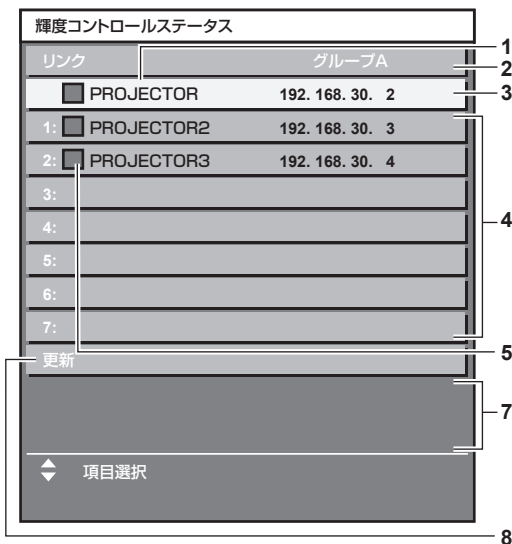 輝度コントロールステータス
リンク グループA
PROJECTOR 192. 168. 30. 2
1: PROJECTOR2 192. 168. 30. 3
2: PROJECTOR3 192. 168. 30. 4
3:
4:
5:
6:
7:
更新
項目選択
1
2
3
4
5
7
8